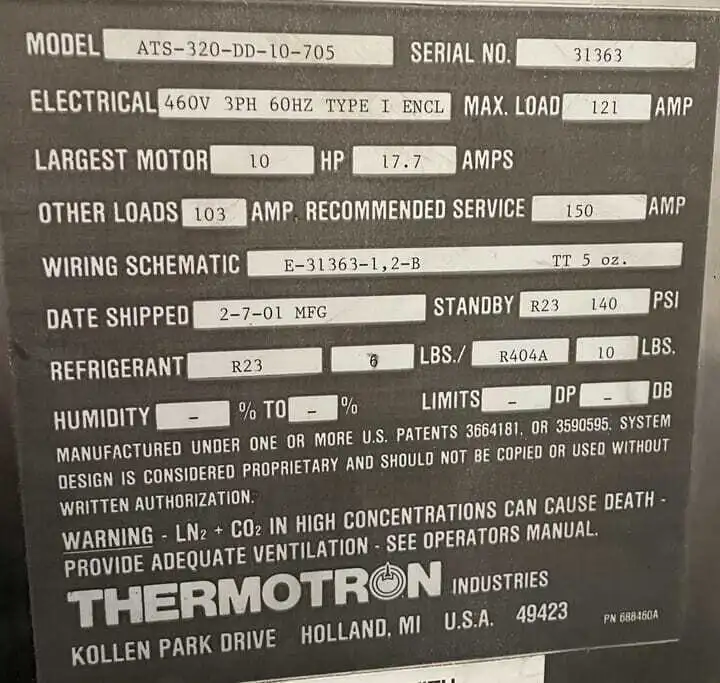 MODEL ATS-320-DD-10-705 SERIAL NO. 31363
ELECTRICAL 460V 3PH 60HZ TYPE I ENCL MAX. LOAD 121 AMP
LARGEST MOTOR 10 HP 17.7 AMPS
OTHER LOADS 103 AMP, RECOMMENDED SERVICE 150 AMP
WIRING SCHEMATIC E-31363-1,2-B TT 5 oz.
DATE SHIPPED 2-7-01 MFG STANDBY R23 140 PSI
REFRIGERANT R23 6 LBS./ R404A 10 LBS.
HUMIDITY - % TO - % LIMITS - DP - DB
MANUFACTURED UNDER ONE OR MORE U.S. PATENTS 3664181, OR 3590595. SYSTEM
DESIGN IS CONSIDERED PROPRIETARY AND SHOULD NOT BE COPIED OR USED WITHOUT
WRITTEN AUTHORIZATION.
WARNING - LN₂ + CO₂ IN HIGH CONCENTRATIONS CAN CAUSE DEATH -
PROVIDE ADEQUATE VENTILATION - SEE OPERATORS MANUAL.
THERMOTRON INDUSTRIES
KOLLEN PARK DRIVE HOLLAND, MI U.S.A. 49423 PN 688460A